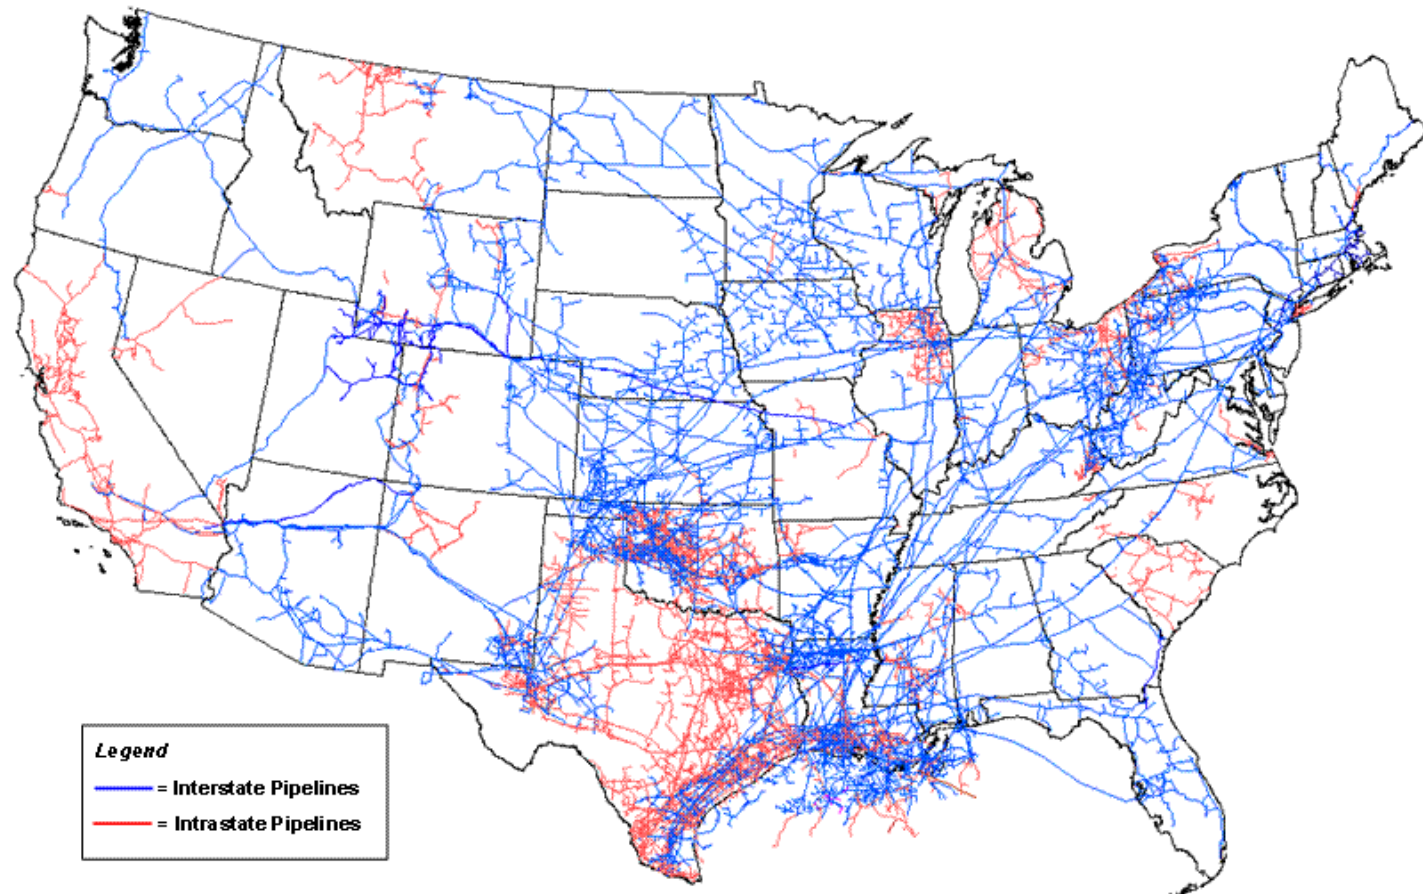 Legend
= Interstate Pipelines
= Intrastate Pipelines